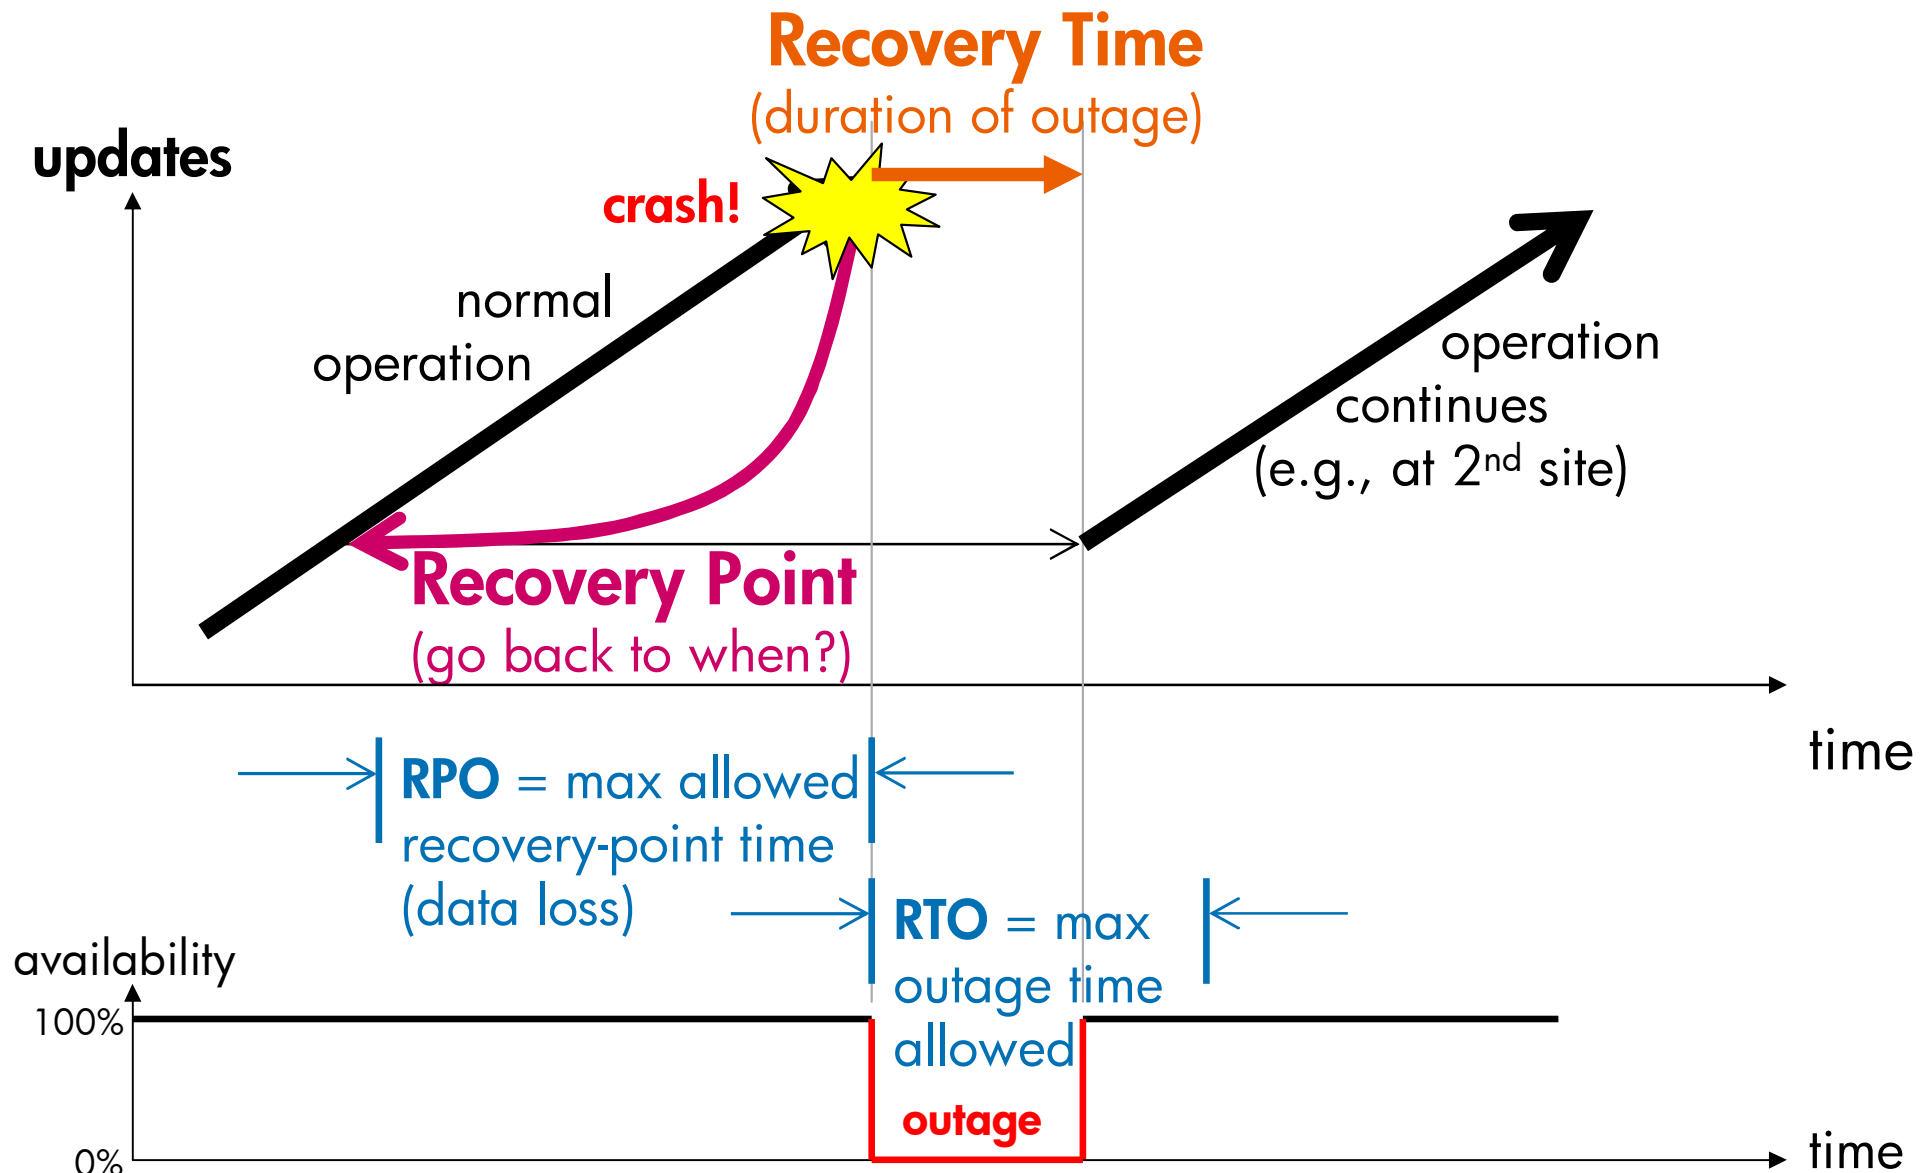 Recovery Time
(duration of outage)
updates
crash!
normal
operation
operation
continues
(e.g., at 2nd site)
Recovery Point
(go back to when?)
time
RPO = max allowed
recovery-point time
(data loss)
RTO = max
outage time
allowed
availability
100%
outage
0%
time